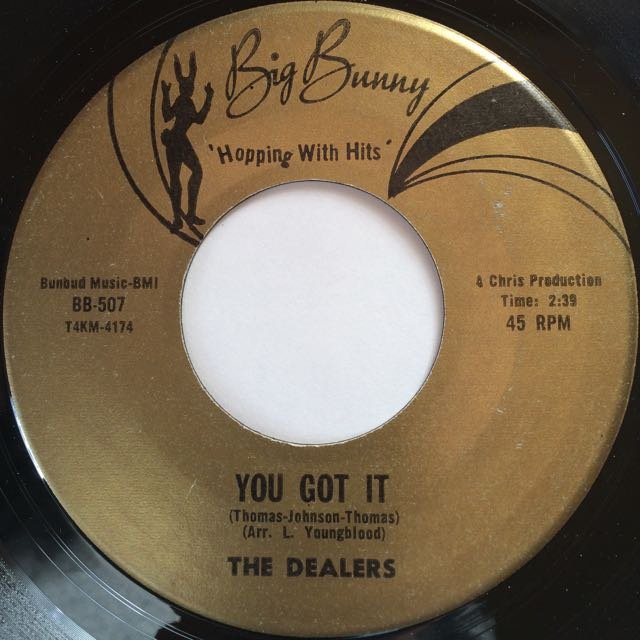 Big Bunny
'Hopping With Hits'
Bunbud Music-BMI
BB-507
T4KM-4174
4 Chris Production
Time: 2:39
45 RPM
YOU GOT IT
(Thomas-Johnson-Thomas)
(Arr. L. Youngblood)
THE DEALERS